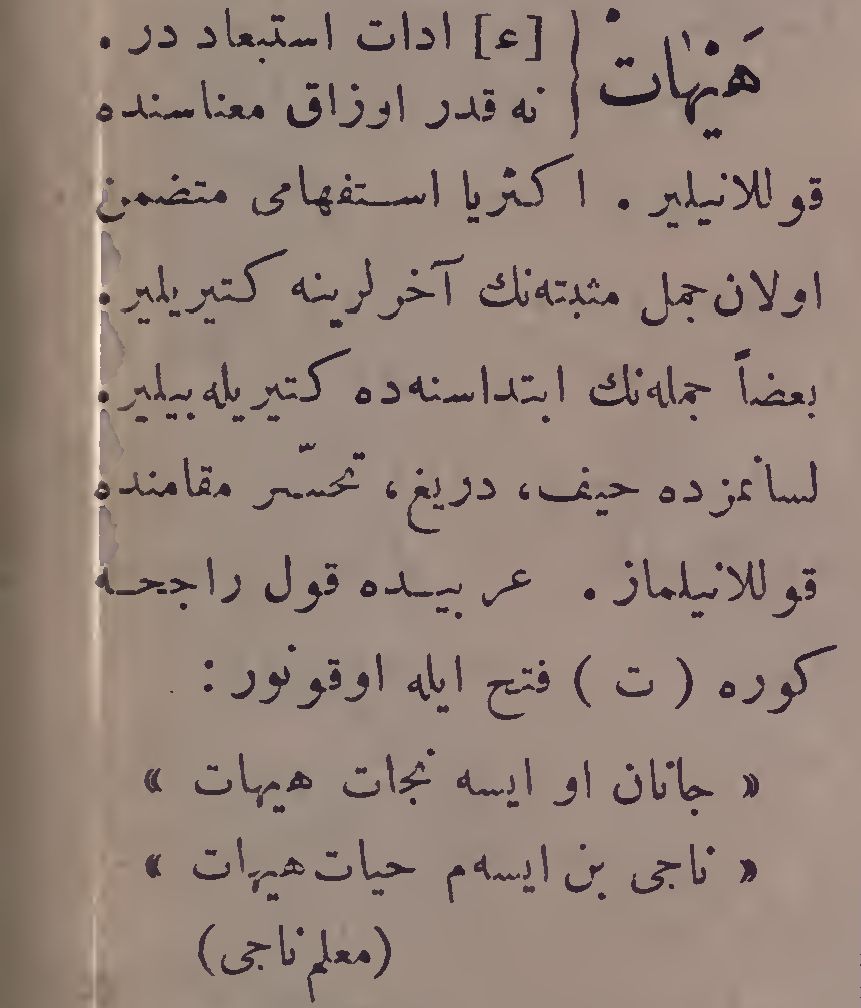 هَیْهاتْ [ع] ادات استبعاد در .
نه قدر اوزاق معناسنده
قوللانیلیر . اکثریا استفهامی متضمن
اولان جمل مثبته‌نك آخرلرینه کتیریلیر.
بعضاً جمله‌نك ابتداسنه‌ده کتیریله‌بیلیر.
لسانمزده حیف، دریغ، تحسّر مقامنده
قوللانیلماز . عربیده قول راجحه
کوره ( ت ) فتح ایله اوقونور :
« جانان او ایسه نجات هیهات »
« ناجی بن ایسه‌م حیات هیهات »
(معلم ناجی)